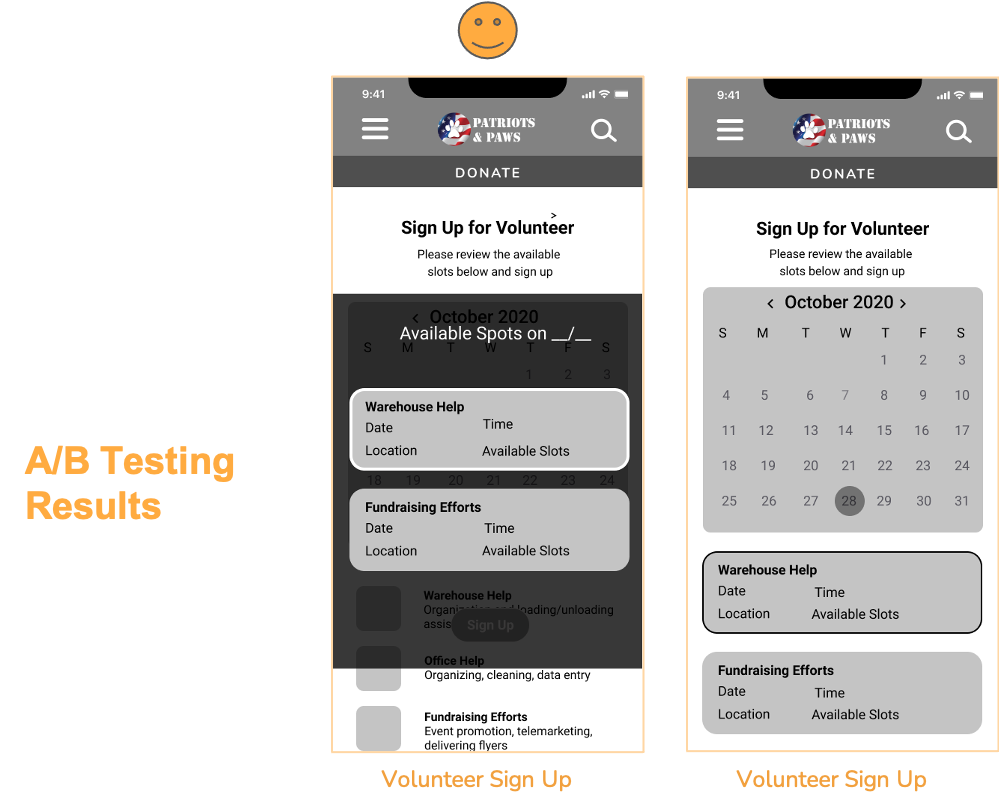 A/B Testing
Results
9:41
PATRIOTS
& PAWS
DONATE
>
Sign Up for Volunteer
Please review the available
slots below and sign up
< October 2020
Available Spots on __/__
S M T W T F S
1 2 3
Warehouse Help
Date Time
Location Available Slots
18 19 20 21 22 23 24
Fundraising Efforts
Date Time
Location Available Slots
Warehouse Help
Organization and loading/unloading
assis
Sign Up
Office Help
Organizing, cleaning, data entry
Fundraising Efforts
Event promotion, telemarketing,
delivering flyers
Volunteer Sign Up
9:41
PATRIOTS
& PAWS
DONATE
Sign Up for Volunteer
Please review the available
slots below and sign up
< October 2020 >
S M T W T F S
1 2 3
4 5 6 7 8 9 10
11 12 13 14 15 16 17
18 19 20 21 22 23 24
25 26 27 28 29 30 31
Warehouse Help
Date Time
Location Available Slots
Fundraising Efforts
Date Time
Location Available Slots
Volunteer Sign Up